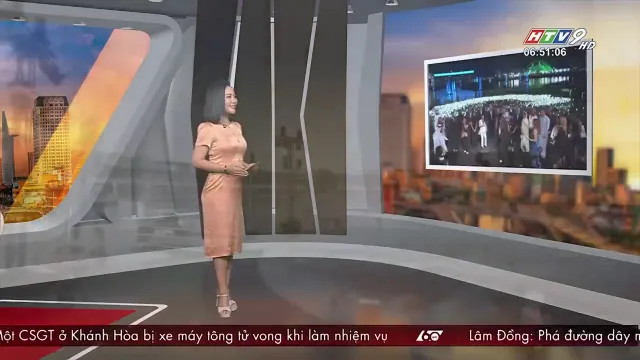 HTV9 HD
06:51:06
Một CSGT ở Khánh Hòa bị xe máy tông tử vong khi làm nhiệm vụ 60 Lâm Đồng: Phá đường dây